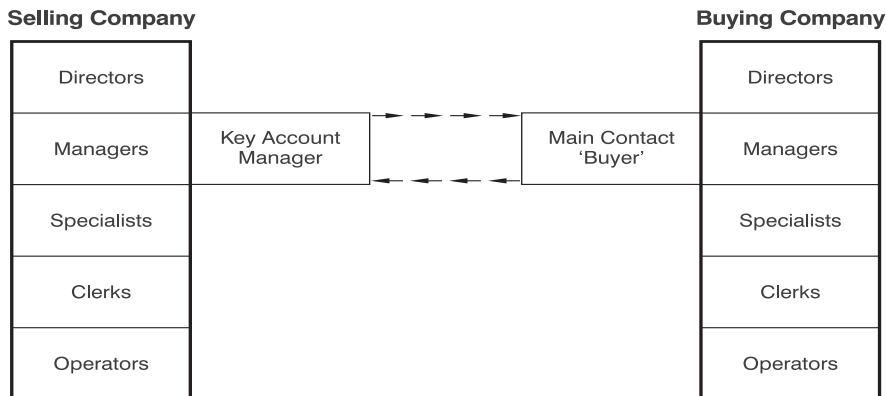 Selling Company
Buying Company
Directors
Directors
Managers
Key Account
Manager
Main Contact
‘Buyer’
Managers
Specialists
Specialists
Clerks
Clerks
Operators
Operators